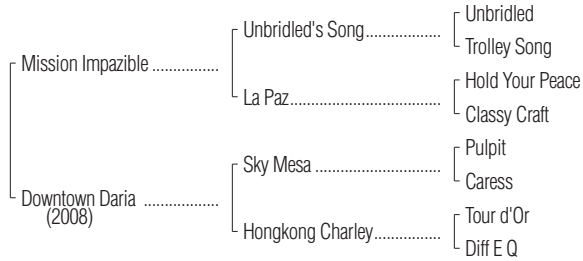 Unbridled
Unbridled's Song
Trolley Song
Mission Impazible
Hold Your Peace
La Paz
Classy Craft
Pulpit
Sky Mesa
Caress
Downtown Daria
(2008)
Tour d'Or
Hongkong Charley
Diff E Q